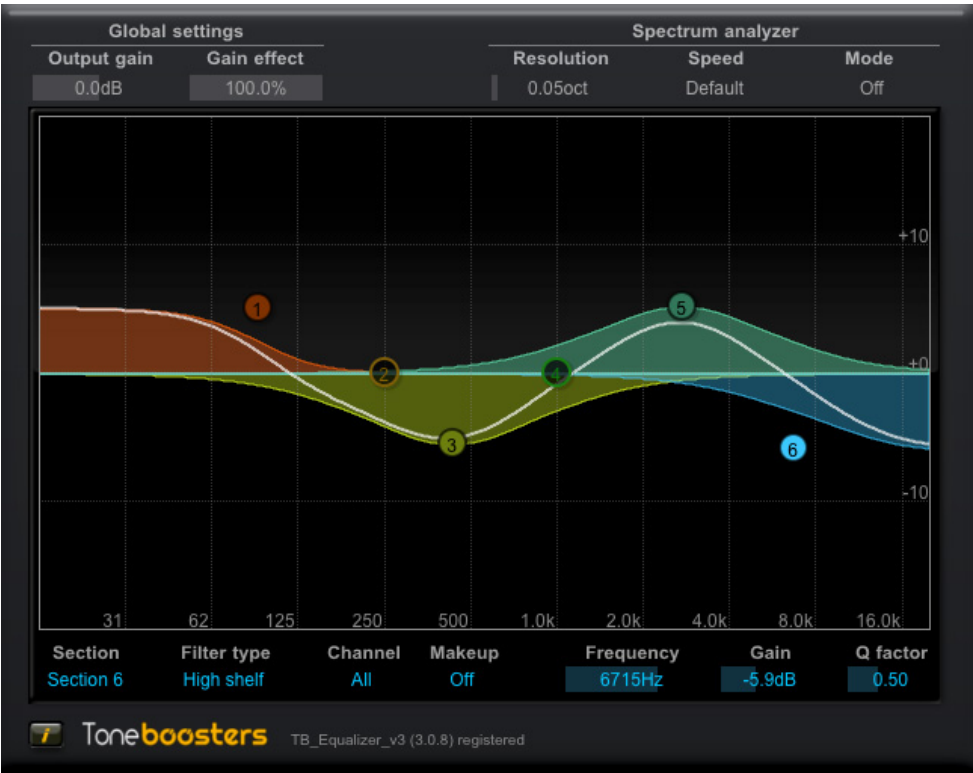 Global settings Spectrum analyzer
Output gain Gain effect Resolution Speed Mode
0.0dB 100.0% 0.05oct Default Off
+10
1 5
+0
2 4
3 6
-10
31 62 125 250 500 1.0k 2.0k 4.0k 8.0k 16.0k
Section Filter type Channel Makeup Frequency Gain Q factor
Section 6 High shelf All Off 6715Hz -5.9dB 0.50
i Toneboosters TB_Equalizer_v3 (3.0.8) registered